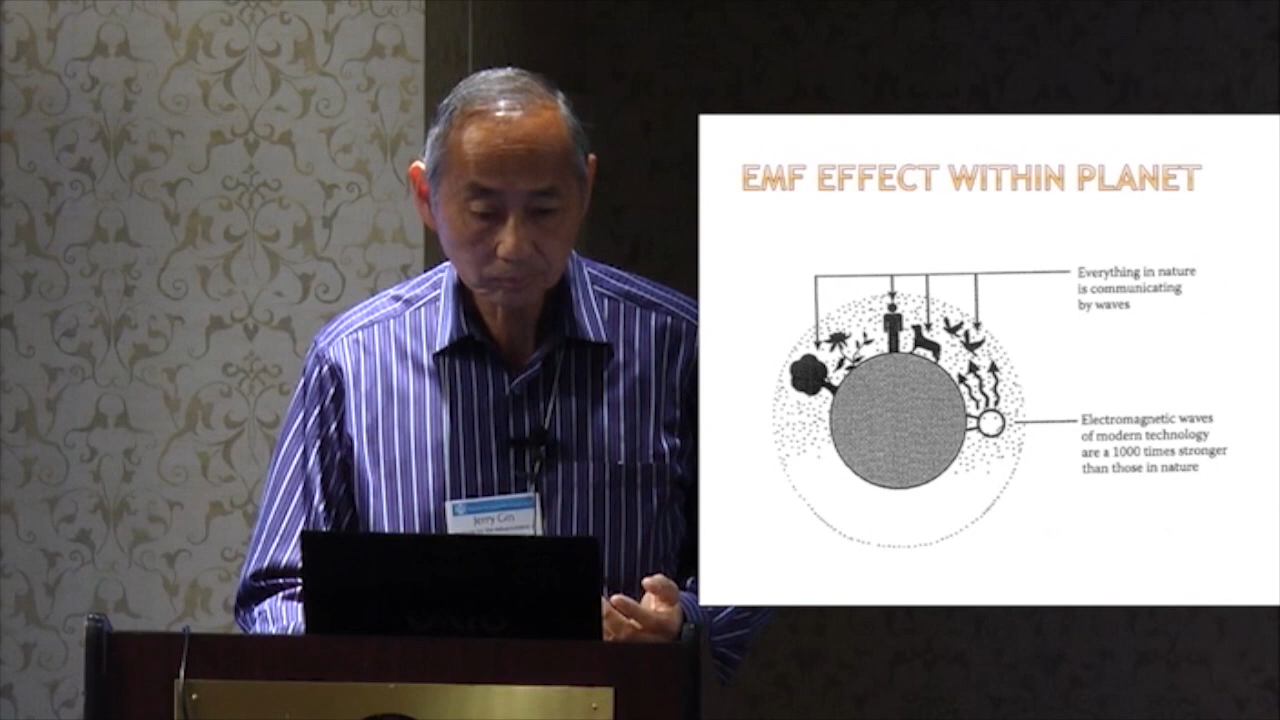 EMF EFFECT WITHIN PLANET
Everything in nature
is communicating
by waves
Electromagnetic waves
of modern technology
are a 1000 times stronger
than those in nature
Jerry Gin